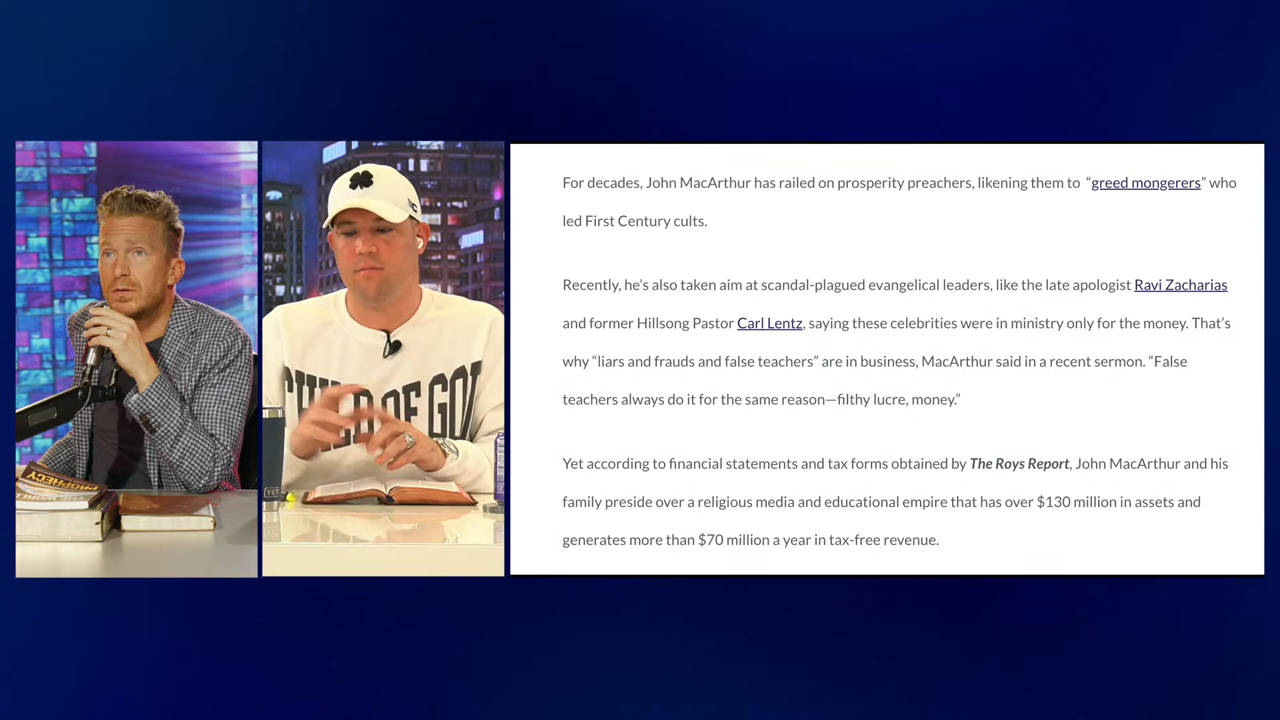 For decades, John MacArthur has railed on prosperity preachers, likening them to “greed mongerers” who
led First Century cults.
Recently, he’s also taken aim at scandal-plagued evangelical leaders, like the late apologist Ravi Zacharias
and former Hillsong Pastor Carl Lentz, saying these celebrities were in ministry only for the money. That’s
why “liars and frauds and false teachers” are in business, MacArthur said in a recent sermon. “False
teachers always do it for the same reason—filthy lucre, money.”
Yet according to financial statements and tax forms obtained by The Roys Report, John MacArthur and his
family preside over a religious media and educational empire that has over $130 million in assets and
generates more than $70 million a year in tax-free revenue.
CHILD OF GOD
PROPHECY
YETI